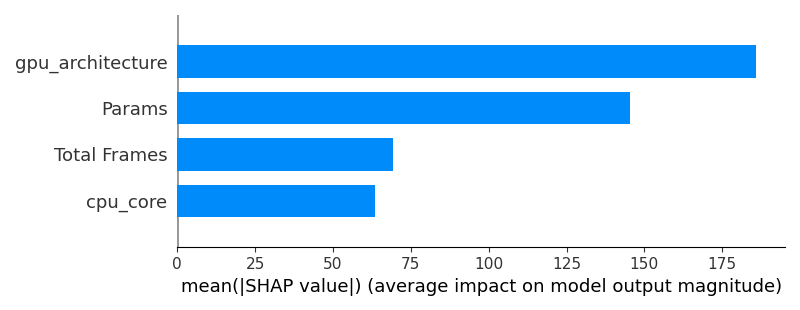 gpu_architecture
Params
Total Frames
cpu_core
0 25 50 75 100 125 150 175
mean(|SHAP value|) (average impact on model output magnitude)